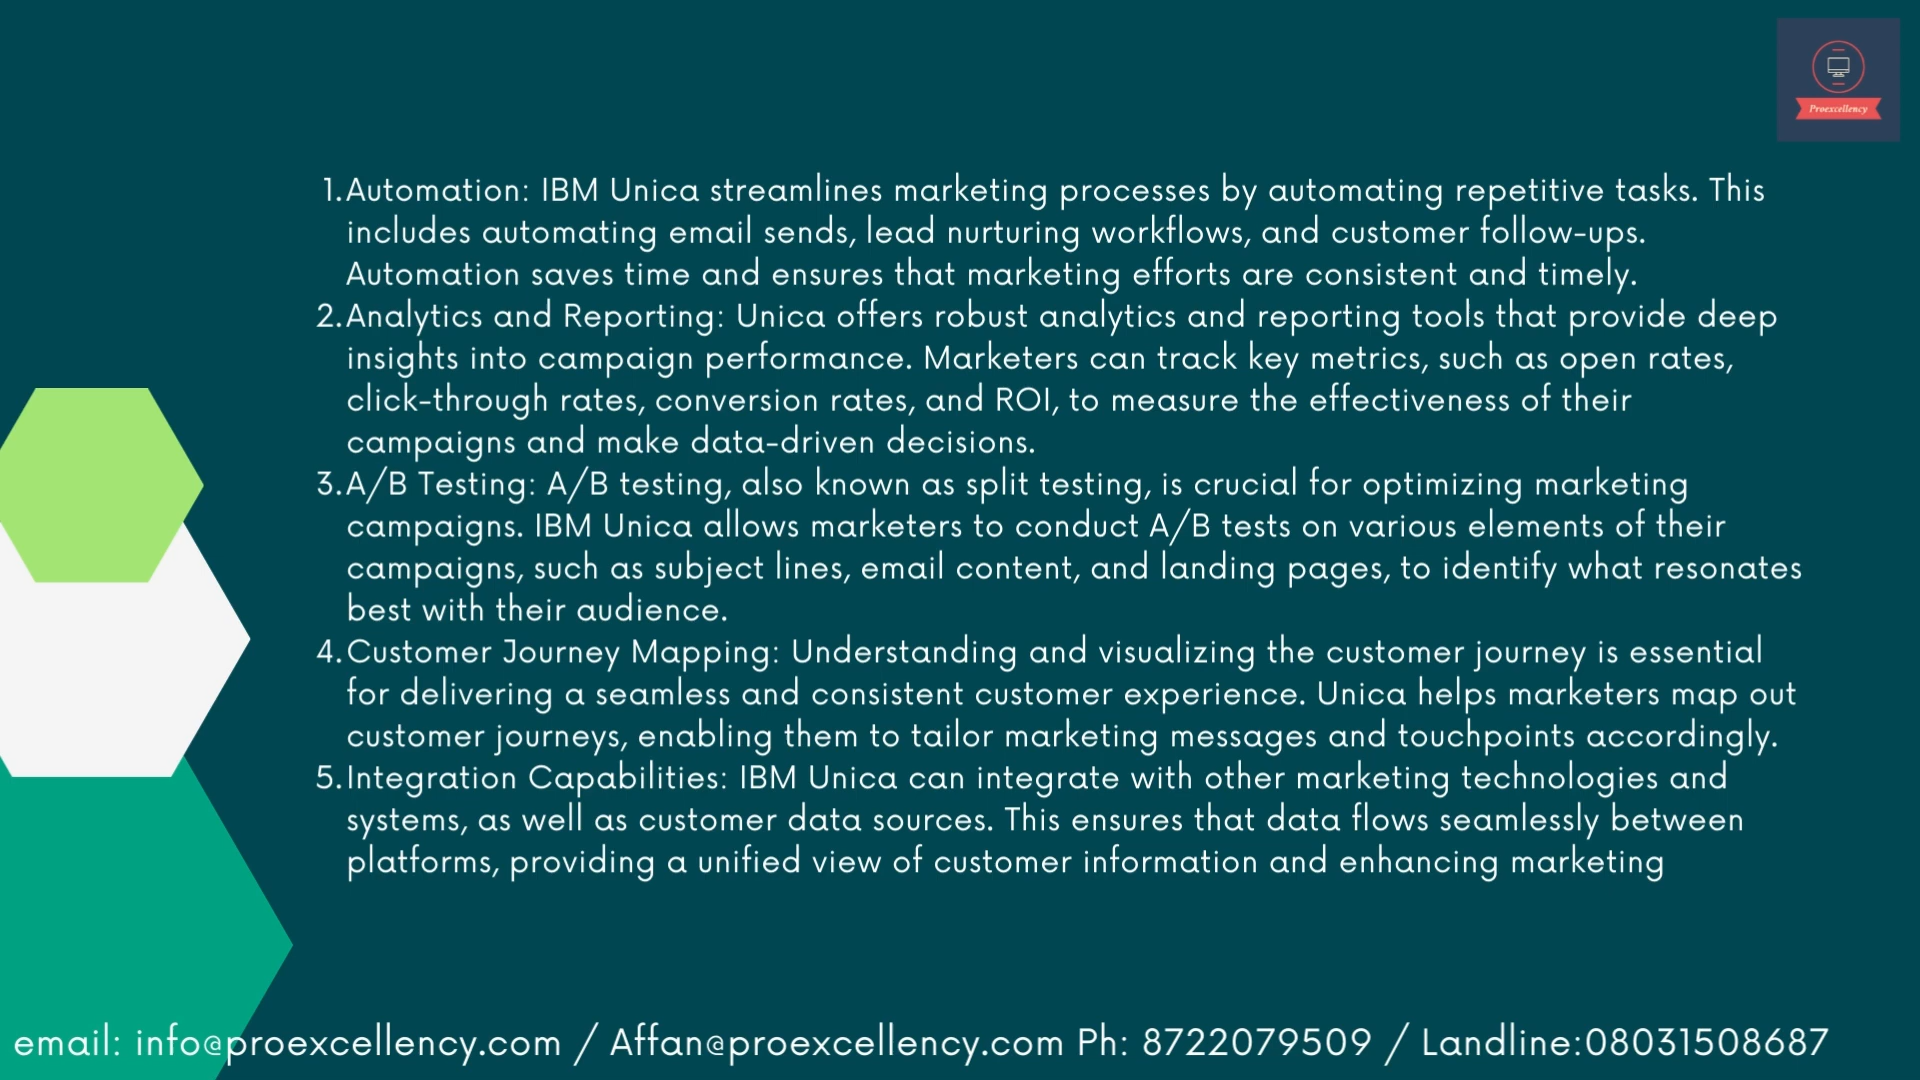 Proexcellency
1.Automation: IBM Unica streamlines marketing processes by automating repetitive tasks. This
includes automating email sends, lead nurturing workflows, and customer follow-ups.
Automation saves time and ensures that marketing efforts are consistent and timely.
2.Analytics and Reporting: Unica offers robust analytics and reporting tools that provide deep
insights into campaign performance. Marketers can track key metrics, such as open rates,
click-through rates, conversion rates, and ROI, to measure the effectiveness of their
campaigns and make data-driven decisions.
3.A/B Testing: A/B testing, also known as split testing, is crucial for optimizing marketing
campaigns. IBM Unica allows marketers to conduct A/B tests on various elements of their
campaigns, such as subject lines, email content, and landing pages, to identify what resonates
best with their audience.
4.Customer Journey Mapping: Understanding and visualizing the customer journey is essential
for delivering a seamless and consistent customer experience. Unica helps marketers map out
customer journeys, enabling them to tailor marketing messages and touchpoints accordingly.
5.Integration Capabilities: IBM Unica can integrate with other marketing technologies and
systems, as well as customer data sources. This ensures that data flows seamlessly between
platforms, providing a unified view of customer information and enhancing marketing
email: info@proexcellency.com / Affan@proexcellency.com Ph: 8722079509 / Landline:08031508687